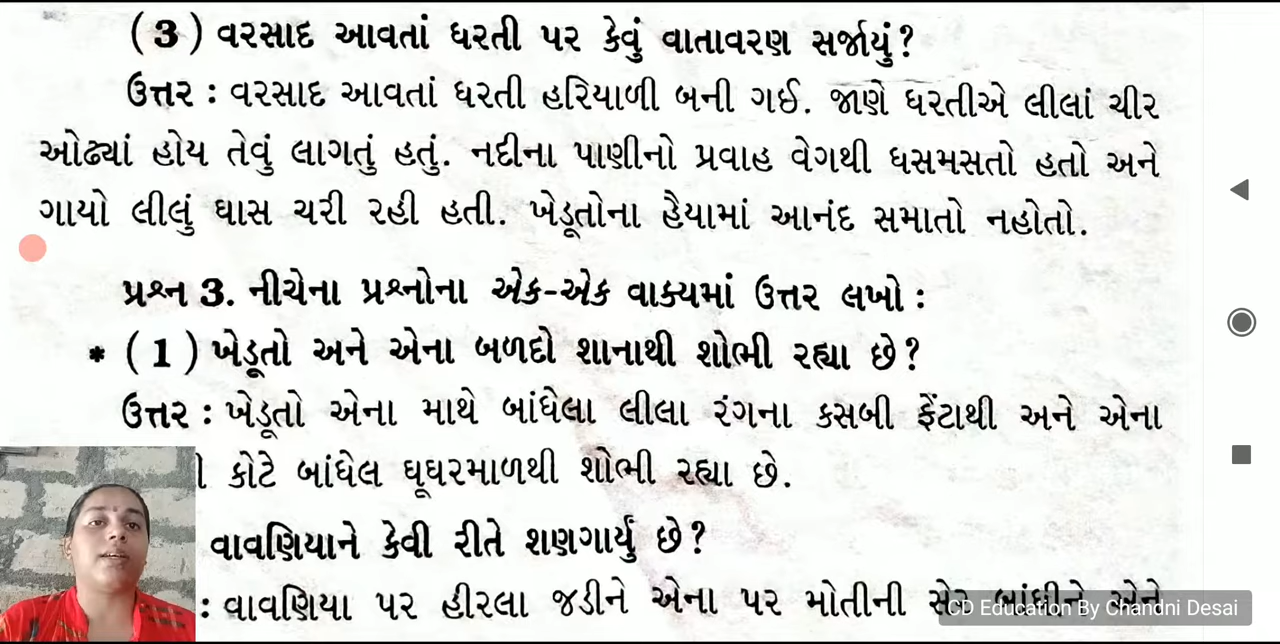 (3) વરસાદ આવતાં ધરતી પર કેવું વાતાવરણ સર્જાયું?
ઉત્તર : વરસાદ આવતાં ધરતી હરિયાળી બની ગઈ. જાણે ધરતીએ લીલાં ચીર
ઓઢ્યાં હોય તેવું લાગતું હતું. નદીના પાણીનો પ્રવાહ વેગથી ધસમસતો હતો અને
ગાયો લીલું ઘાસ ચરી રહી હતી. ખેડૂતોના હૈયામાં આનંદ સમાતો નહોતો.
પ્રશ્ન 3. નીચેના પ્રશ્નોના એક-એક વાક્યમાં ઉત્તર લખો :
* (1) ખેડૂતો અને એના બળદો શાનાથી શોભી રહ્યા છે?
ઉત્તર : ખેડૂતો એના માથે બાંધેલા લીલા રંગના કસબી ફેંટાથી અને એના
કોટે બાંધેલ ઘૂઘરમાળથી શોભી રહ્યા છે.
વાવણિયાને કેવી રીતે શણગાર્યું છે?
: વાવણિયા પર હીરલા જડીને એના પર મોતીની સેર બાંધીને એને
CD Education By Chandni Desai